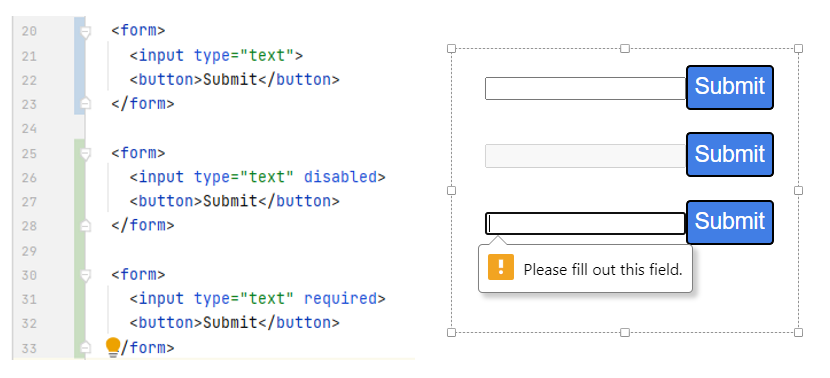 20 <form>
21 <input type="text">
22 <button>Submit</button>
23 </form>
24
25 <form>
26 <input type="text" disabled>
27 <button>Submit</button>
28 </form>
29
30 <form>
31 <input type="text" required>
32 <button>Submit</button>
33 /form>
Submit
Submit
Submit
! Please fill out this field.